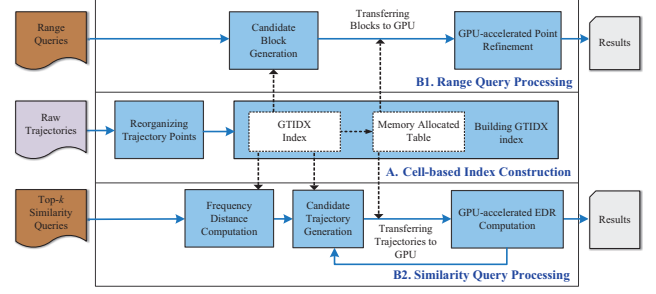 Range
Queries
Candidate
Block
Generation
Transferring
Blocks to GPU
GPU-accelerated Point
Refinement
Results
B1. Range Query Processing
Raw
Trajectories
Reorganizing
Trajectory Points
GTIDX
Index
Memory Allocated
Table
Building GTIDX
index
A. Cell-based Index Construction
Top-k
Similarity
Queries
Frequency
Distance
Computation
Candidate
Trajectory
Generation
Transferring
Trajectories to
GPU
GPU-accelerated EDR
Computation
Results
B2. Similarity Query Processing